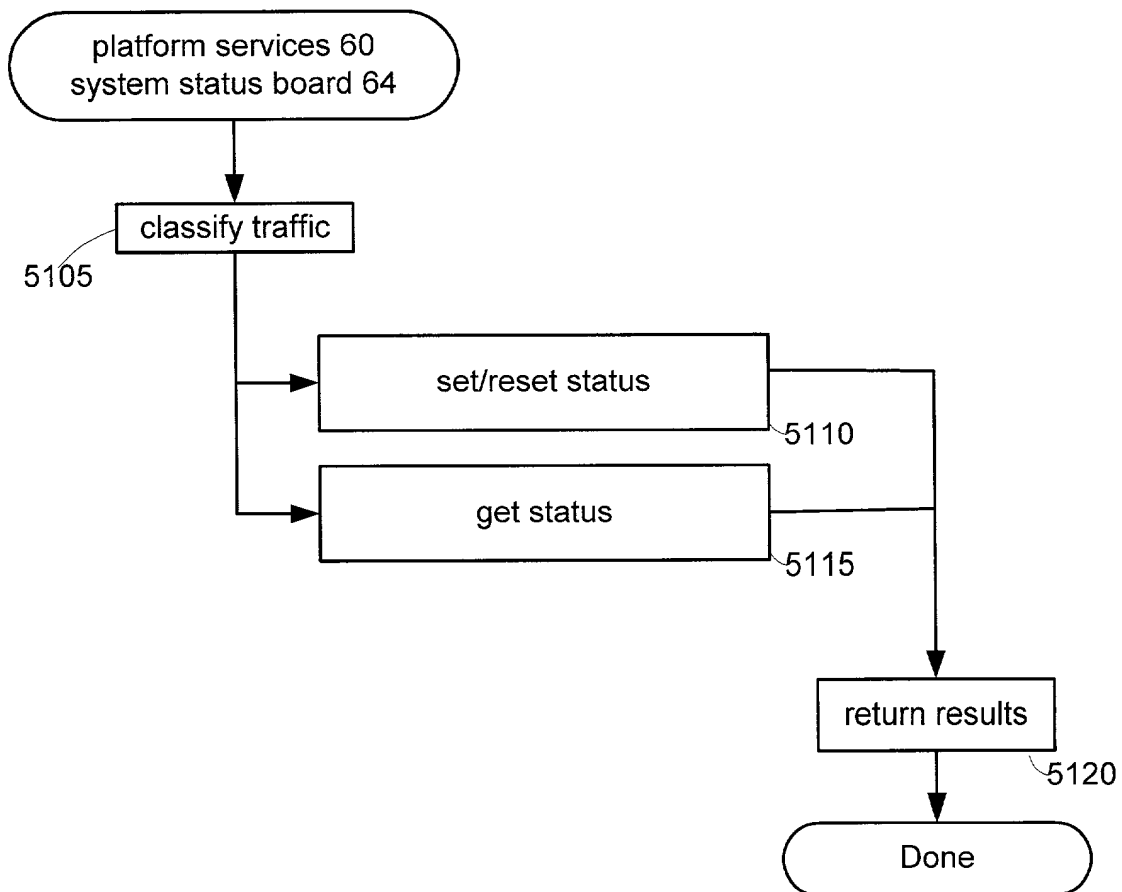 platform services 60
system status board 64
classify traffic
5105
set/reset status
5110
get status
5115
return results
5120
Done